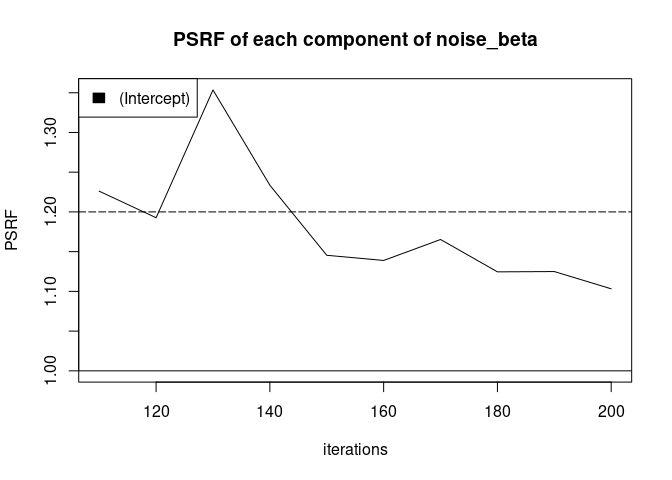 PSRF of each component of noise_beta
(Intercept)
PSRF
1.30
1.20
1.10
1.00
120 140 160 180 200
iterations